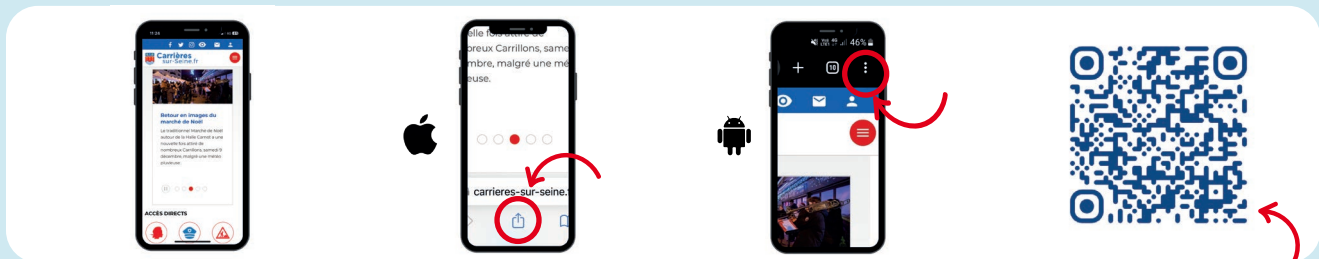 11:34
Carrières
sur-Seine.fr
Retour en images du
marché de Noël
Le traditionnel Marché de Noël
autour de la Halle Carnot a une
nouvelle fois attiré de
nombreux Carrillons, samedi 9
décembre, malgré une météo
pluvieuse.
ACCÈS DIRECTS
elle fois attiré de
breux Carrillons, same
mbre, malgré une mé
euse.
carrieres-sur-seine.
46%
10